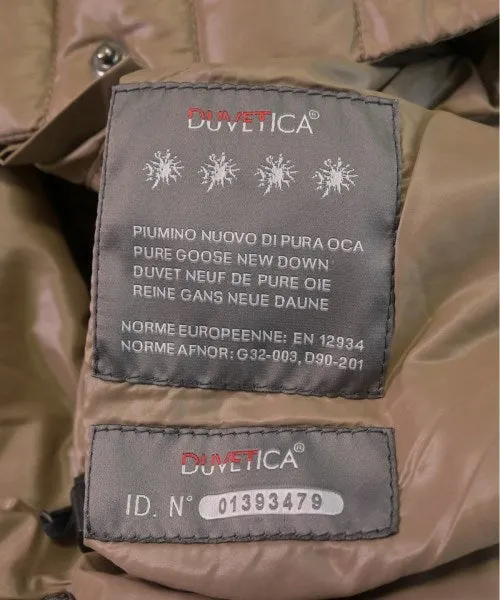 DUVETICA®
PIUMINO NUOVO DI PURA OCA
PURE GOOSE NEW DOWN
DUVET NEUF DE PURE OIE
REINE GANS NEUE DAUNE
NORME EUROPEENNE: EN 12934
NORME AFNOR: G32-003, D90-201
DUVETICA®
ID. N° 01393479